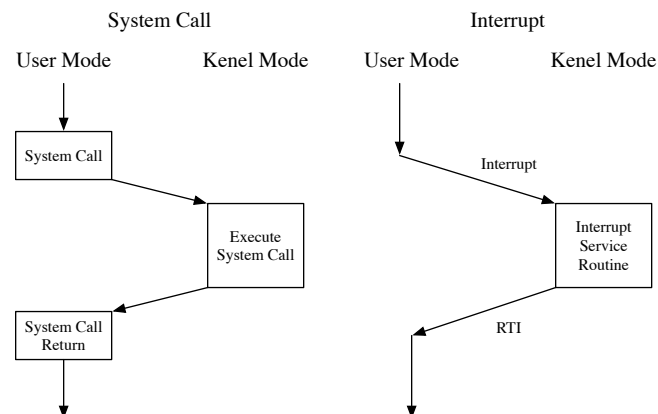 System Call
Interrupt
User Mode
Kenel Mode
User Mode
Kenel Mode
System Call
Interrupt
Execute
System Call
Interrupt
Service
Routine
System Call
Return
RTI